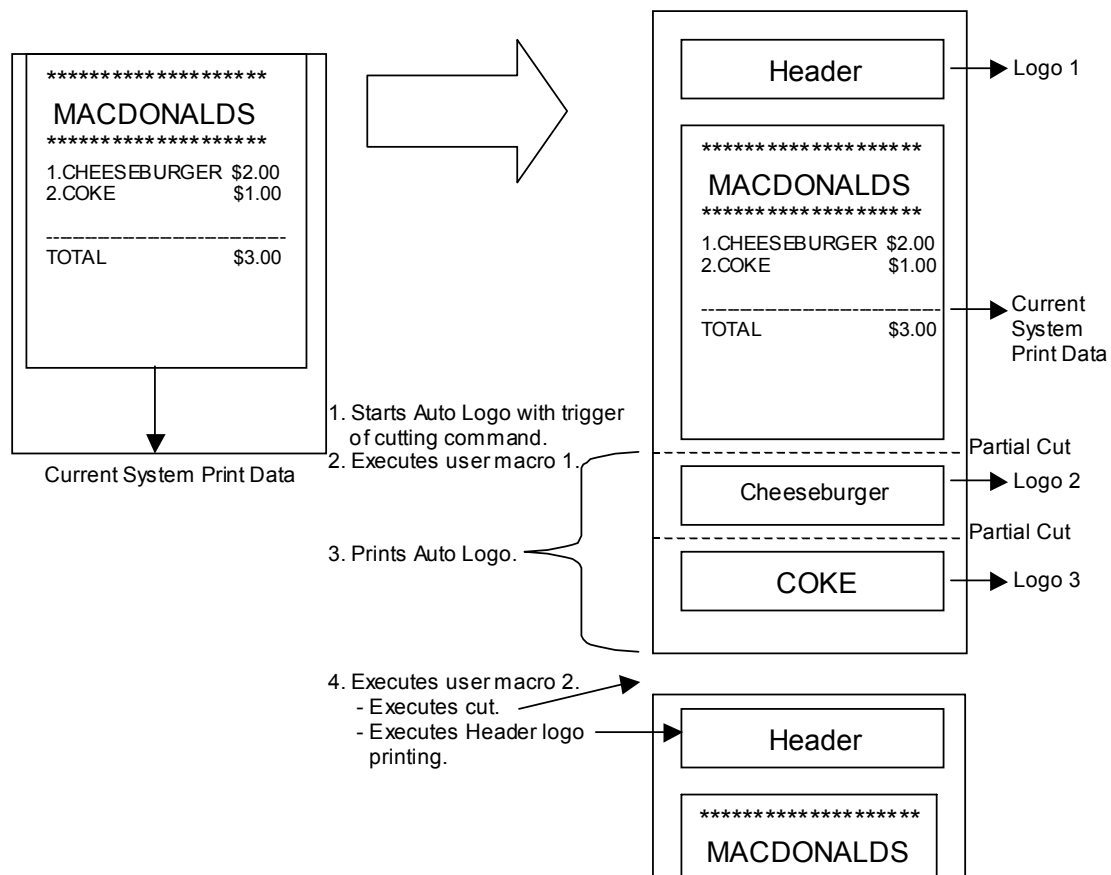 ********************
MACDONALDS
********************
1.CHEESEBURGER $2.00
2.COKE $1.00
------------------------------
TOTAL $3.00
Current System Print Data
Header
Logo 1
********************
MACDONALDS
********************
1.CHEESEBURGER $2.00
2.COKE $1.00
------------------------------
TOTAL $3.00
Current
System
Print Data
1. Starts Auto Logo with trigger
of cutting command.
2. Executes user macro 1.
3. Prints Auto Logo.
Partial Cut
Cheeseburger
Logo 2
Partial Cut
COKE
Logo 3
4. Executes user macro 2.
- Executes cut.
- Executes Header logo
printing.
Header
********************
MACDONALDS